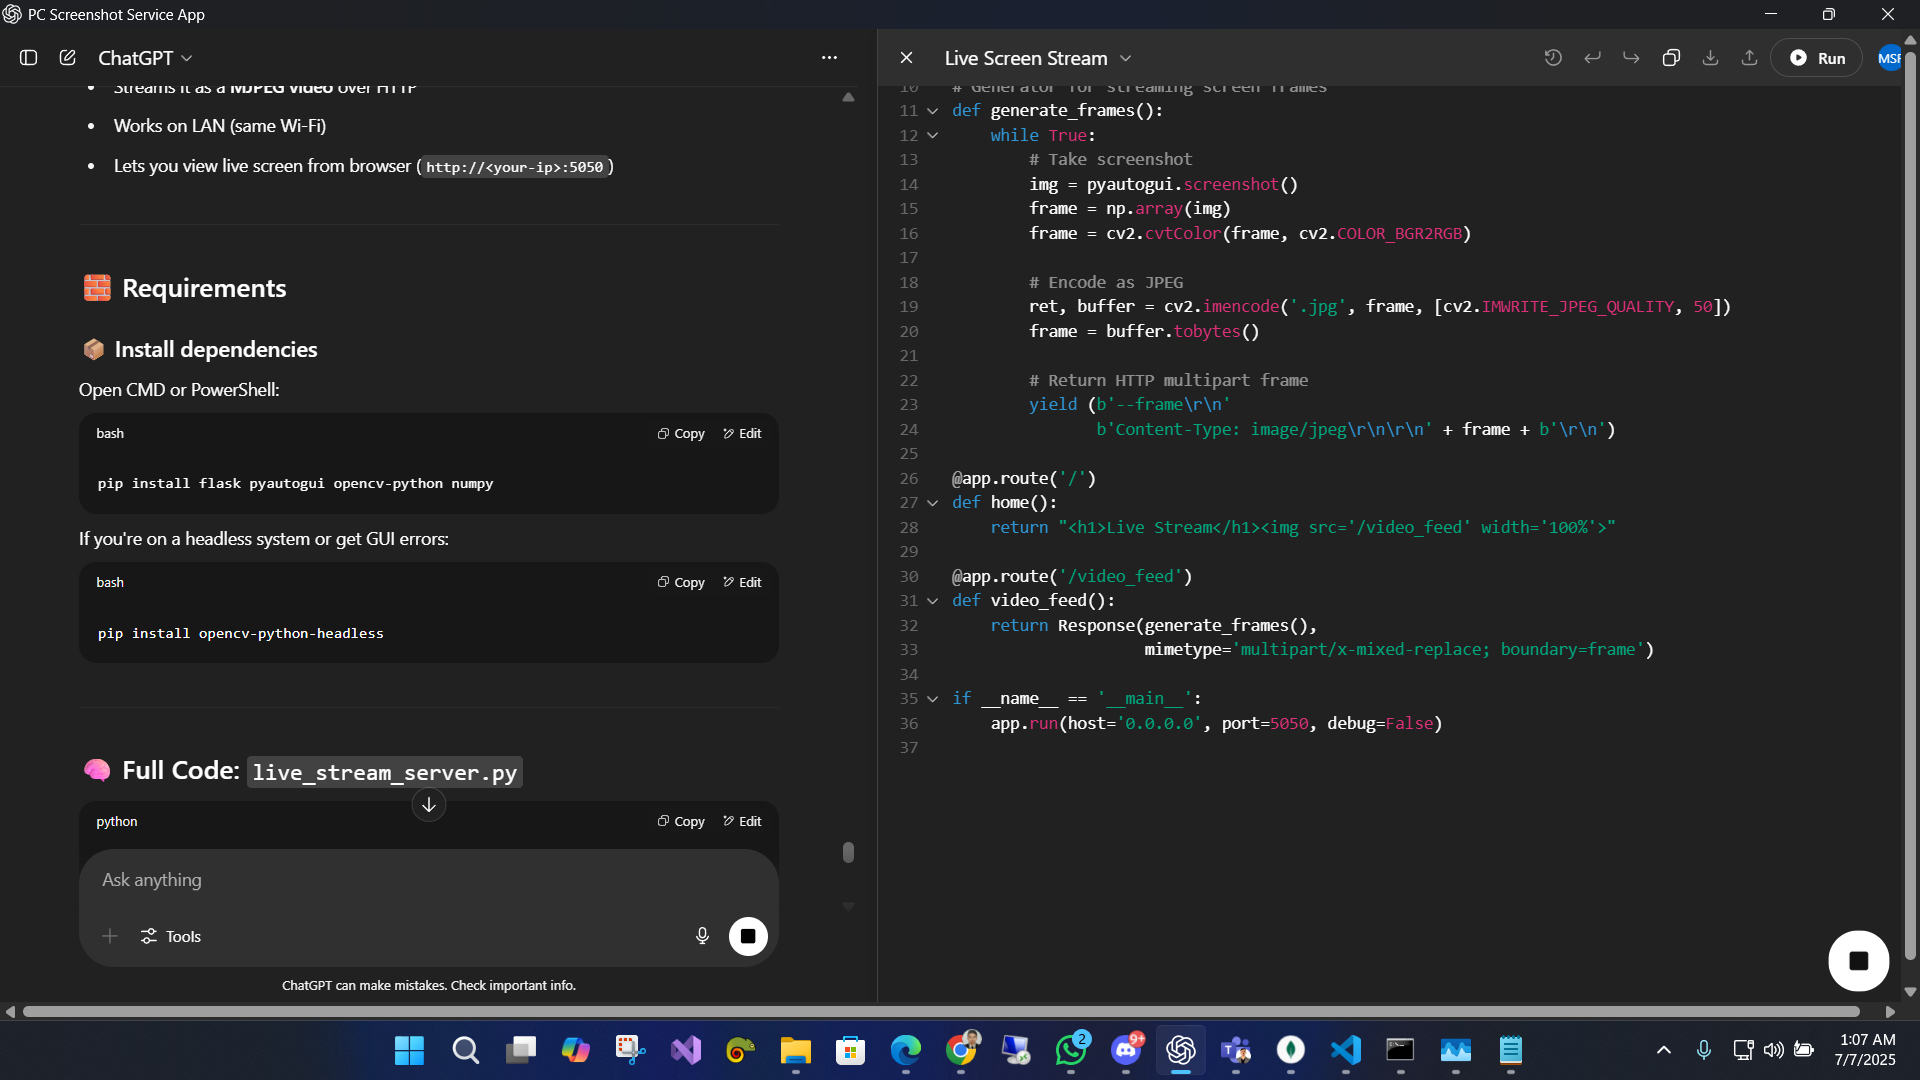 PC Screenshot Service App
ChatGPT
Streams it as a MJPEG video over HTTP
Works on LAN (same Wi-Fi)
Lets you view live screen from browser (http://<your-ip>:5050)
🧱 Requirements
📦 Install dependencies
Open CMD or PowerShell:
bash
Copy
Edit
pip install flask pyautogui opencv-python numpy
If you're on a headless system or get GUI errors:
bash
Copy
Edit
pip install opencv-python-headless
🧠 Full Code: live_stream_server.py
python
Copy
Edit
Ask anything
Tools
ChatGPT can make mistakes. Check important info.
Live Screen Stream
Run
MSF
10 # Generator for streaming screen frames
11 def generate_frames():
12     while True:
13         # Take screenshot
14         img = pyautogui.screenshot()
15         frame = np.array(img)
16         frame = cv2.cvtColor(frame, cv2.COLOR_BGR2RGB)
17
18         # Encode as JPEG
19         ret, buffer = cv2.imencode('.jpg', frame, [cv2.IMWRITE_JPEG_QUALITY, 50])
20         frame = buffer.tobytes()
21
22         # Return HTTP multipart frame
23         yield (b'--frame\r\n'
24                b'Content-Type: image/jpeg\r\n\r\n' + frame + b'\r\n')
25
26 @app.route('/')
27 def home():
28     return "<h1>Live Stream</h1><img src='/video_feed' width='100%'>"
29
30 @app.route('/video_feed')
31 def video_feed():
32     return Response(generate_frames(),
33                     mimetype='multipart/x-mixed-replace; boundary=frame')
34
35 if __name__ == '__main__':
36     app.run(host='0.0.0.0', port=5050, debug=False)
37
2
9+
1:07 AM
7/7/2025